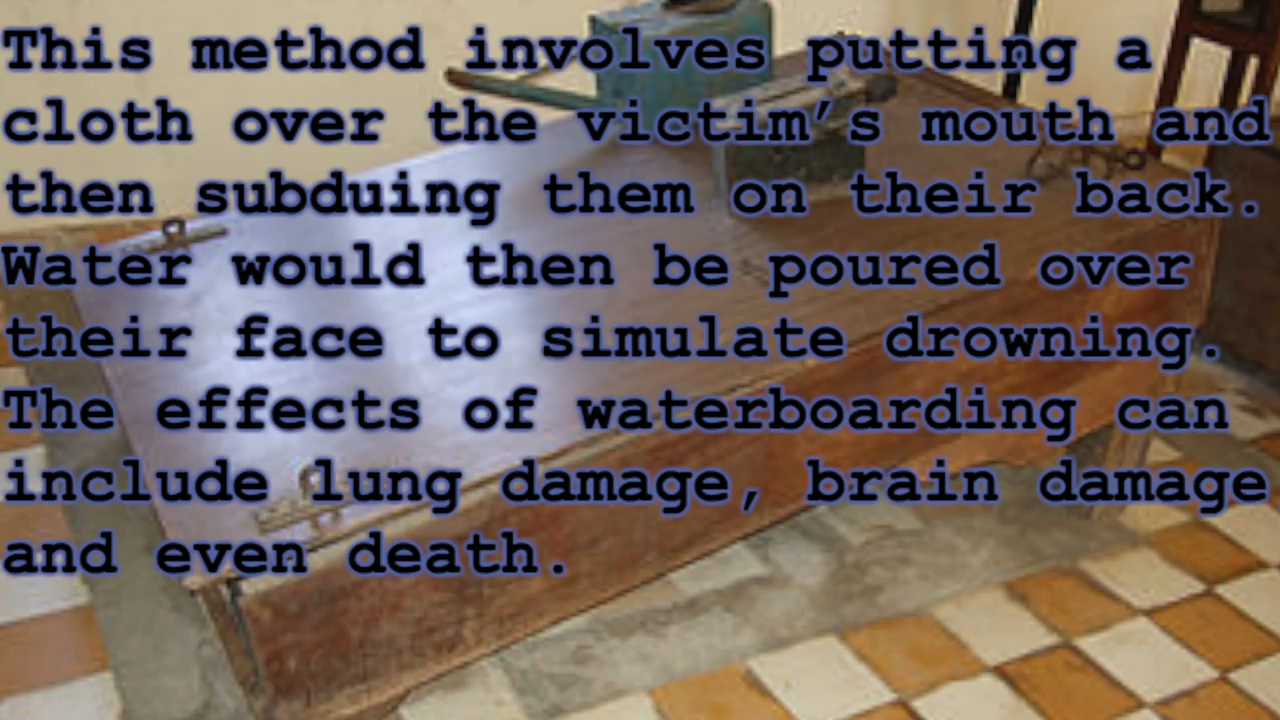 This method involves putting a
cloth over the victim’s mouth and
then subduing them on their back.
Water would then be poured over
their face to simulate drowning.
The effects of waterboarding can
include lung damage, brain damage
and even death.